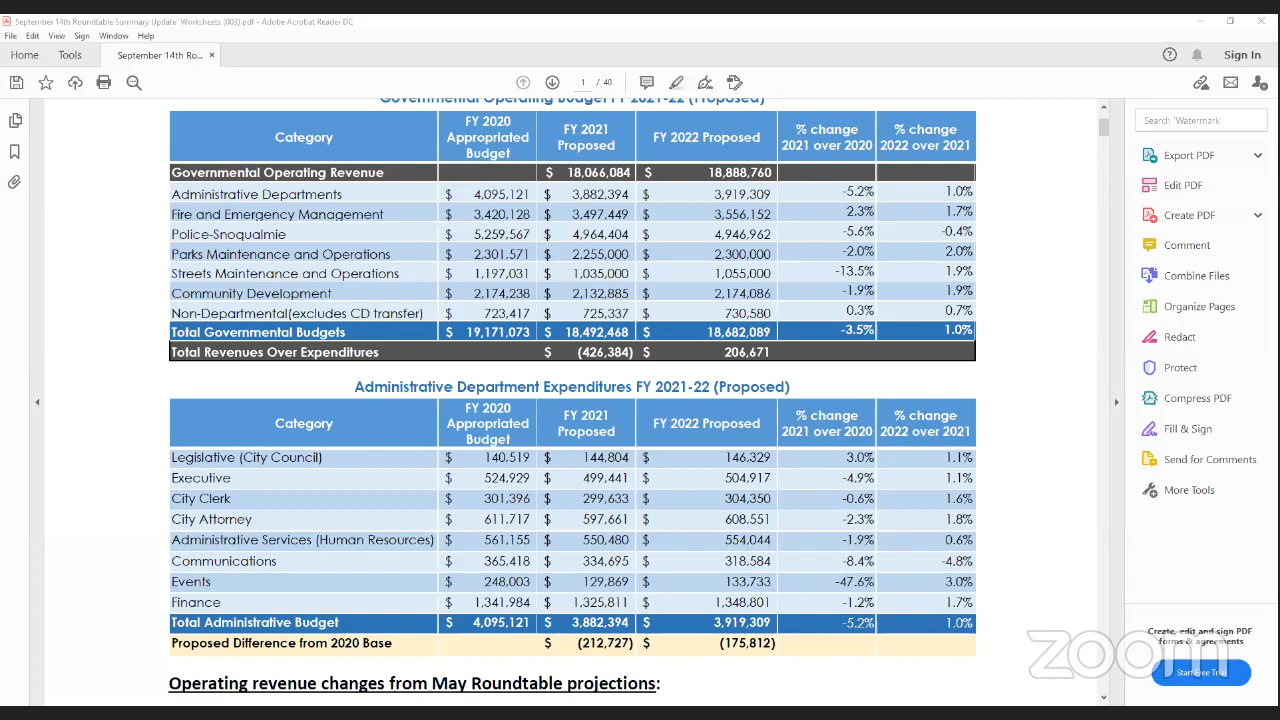 September 14th Roundtable Summary Update Worksheets (003).pdf - Adobe Acrobat Reader DC
File Edit View Sign Window Help
Home Tools September 14th Ro... × Sign In
1 / 40
Governmental Operating Budget FY 2021-22 (Proposed)
Category FY 2020 Appropriated Budget FY 2021 Proposed FY 2022 Proposed % change 2021 over 2020 % change 2022 over 2021
Governmental Operating Revenue $ 18,066,084 $ 18,888,760
Administrative Departments $ 4,095,121 $ 3,882,394 $ 3,919,309 -5.2% 1.0%
Fire and Emergency Management $ 3,420,128 $ 3,497,449 $ 3,556,152 2.3% 1.7%
Police-Snoqualmie $ 5,259,567 $ 4,964,404 $ 4,946,962 -5.6% -0.4%
Parks Maintenance and Operations $ 2,301,571 $ 2,255,000 $ 2,300,000 -2.0% 2.0%
Streets Maintenance and Operations $ 1,197,031 $ 1,035,000 $ 1,055,000 -13.5% 1.9%
Community Development $ 2,174,238 $ 2,132,885 $ 2,174,086 -1.9% 1.9%
Non-Departmental(excludes CD transfer) $ 723,417 $ 725,337 $ 730,580 0.3% 0.7%
Total Governmental Budgets $ 19,171,073 $ 18,492,468 $ 18,682,089 -3.5% 1.0%
Total Revenues Over Expenditures $ (426,384) $ 206,671
Administrative Department Expenditures FY 2021-22 (Proposed)
Category FY 2020 Appropriated Budget FY 2021 Proposed FY 2022 Proposed % change 2021 over 2020 % change 2022 over 2021
Legislative (City Council) $ 140,519 $ 144,804 $ 146,329 3.0% 1.1%
Executive $ 524,929 $ 499,441 $ 504,917 -4.9% 1.1%
City Clerk $ 301,396 $ 299,633 $ 304,350 -0.6% 1.6%
City Attorney $ 611,717 $ 597,661 $ 608,551 -2.3% 1.8%
Administrative Services (Human Resources) $ 561,155 $ 550,480 $ 554,044 -1.9% 0.6%
Communications $ 365,418 $ 334,695 $ 318,584 -8.4% -4.8%
Events $ 248,003 $ 129,869 $ 133,733 -47.6% 3.0%
Finance $ 1,341,984 $ 1,325,811 $ 1,348,801 -1.2% 1.7%
Total Administrative Budget $ 4,095,121 $ 3,882,394 $ 3,919,309 -5.2% 1.0%
Proposed Difference from 2020 Base $ (212,727) $ (175,812)
Operating revenue changes from May Roundtable projections:
Search 'Watermark'
Export PDF
Edit PDF
Create PDF
Comment
Combine Files
Organize Pages
Redact
Protect
Compress PDF
Fill & Sign
Send for Comments
More Tools
Create, edit and sign PDF
forms & agreements
Start Free Trial
zoom